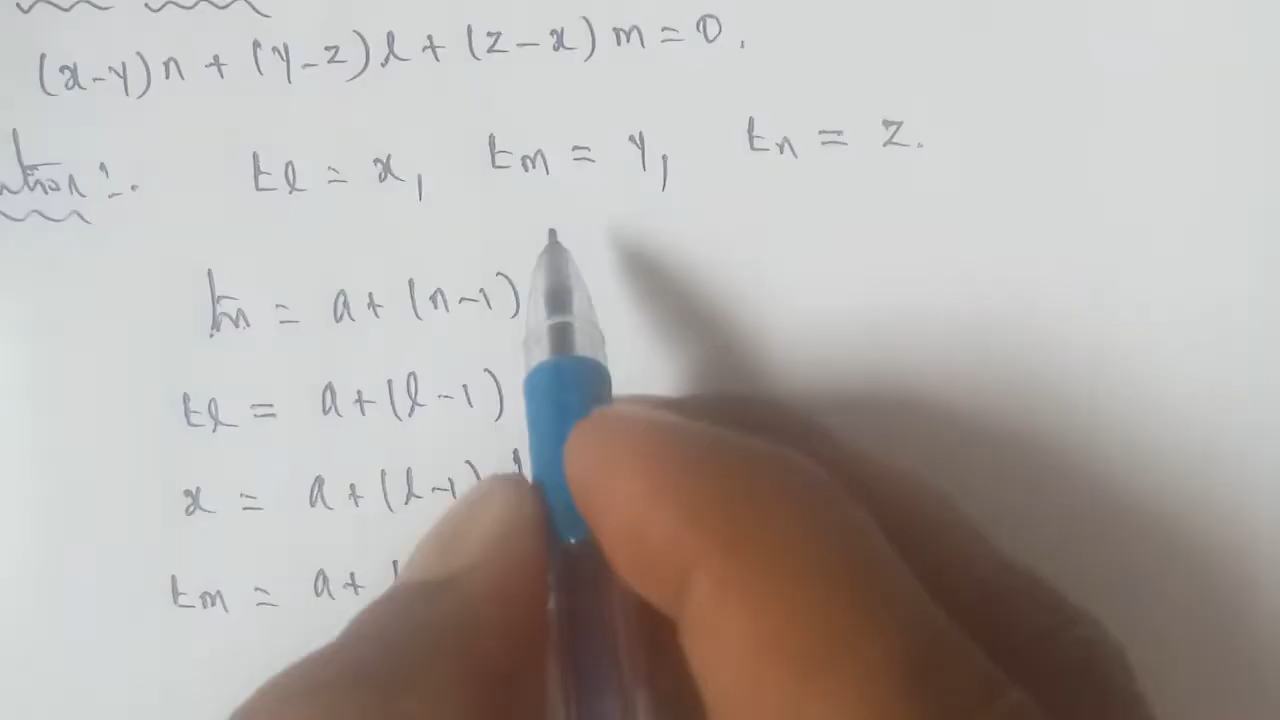 (x-y)n + (y-z)l + (z-x)m = 0.
tl = x, tm = y, tn = z.
tn = a + (n-1)
tl = a + (l-1)
x = a + (l-1)
tm = a +